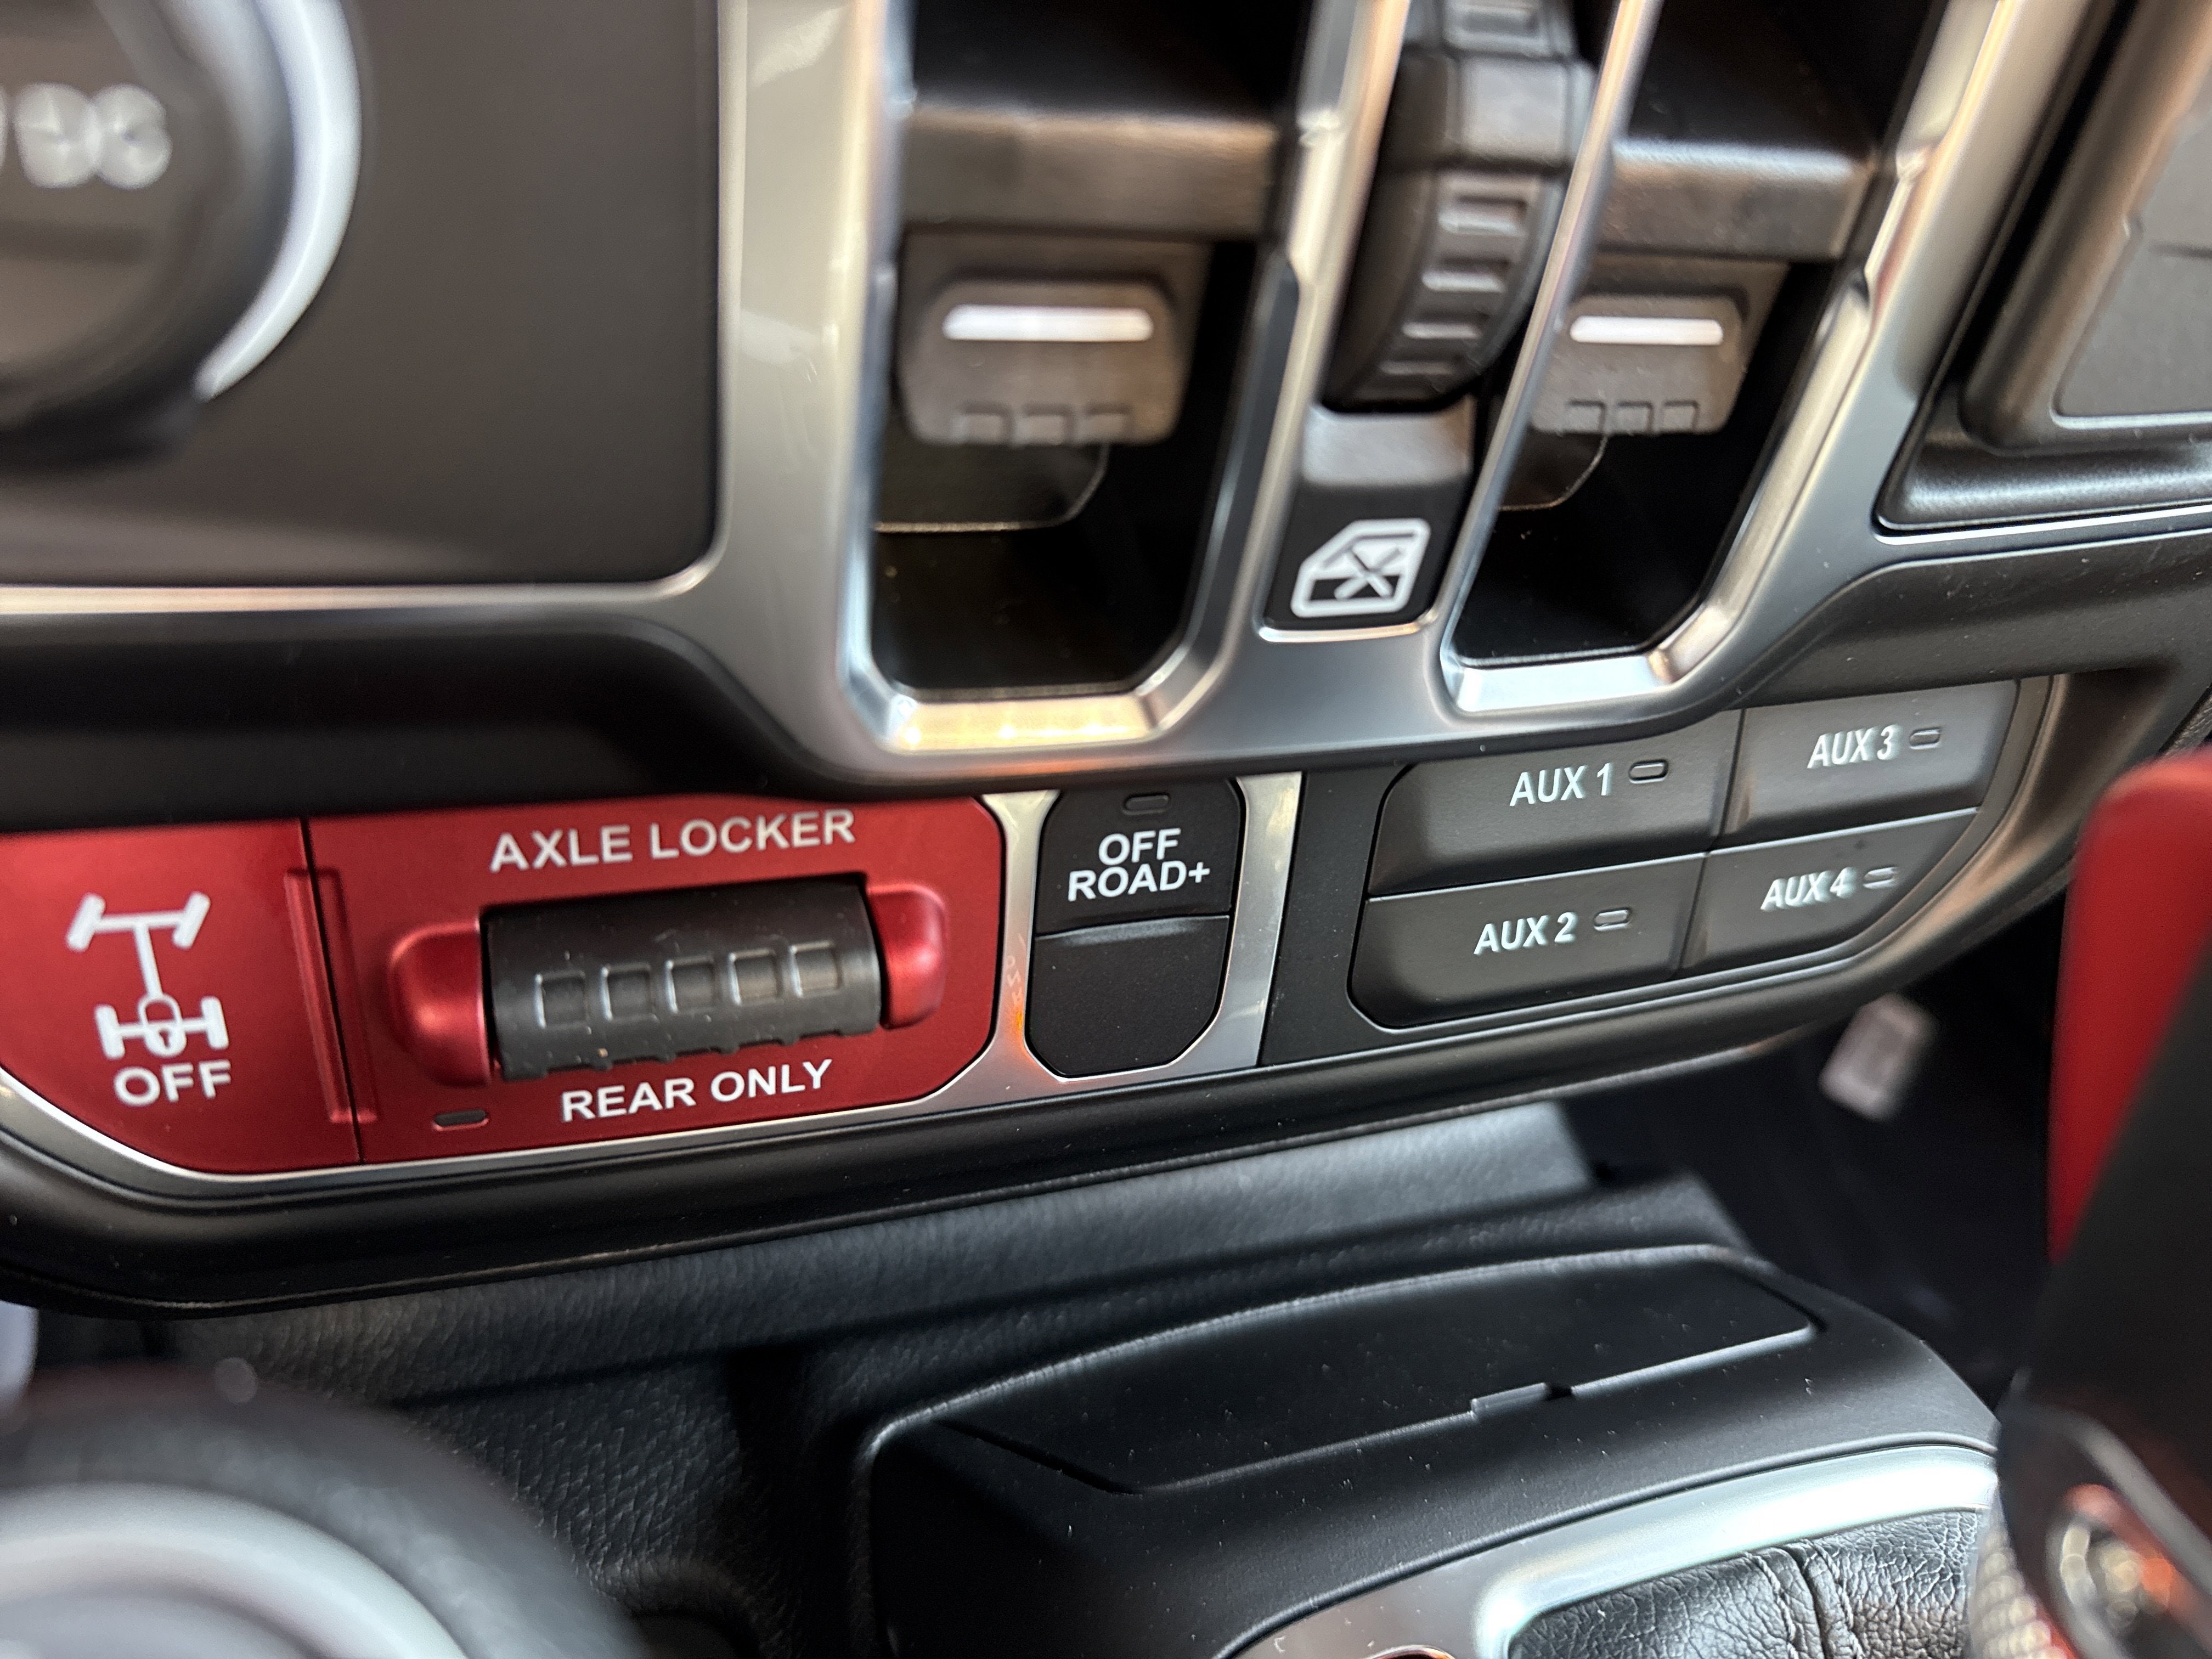 AXLE LOCKER
OFF
REAR ONLY
OFF
ROAD+
AUX 1
AUX 3
AUX 2
AUX 4